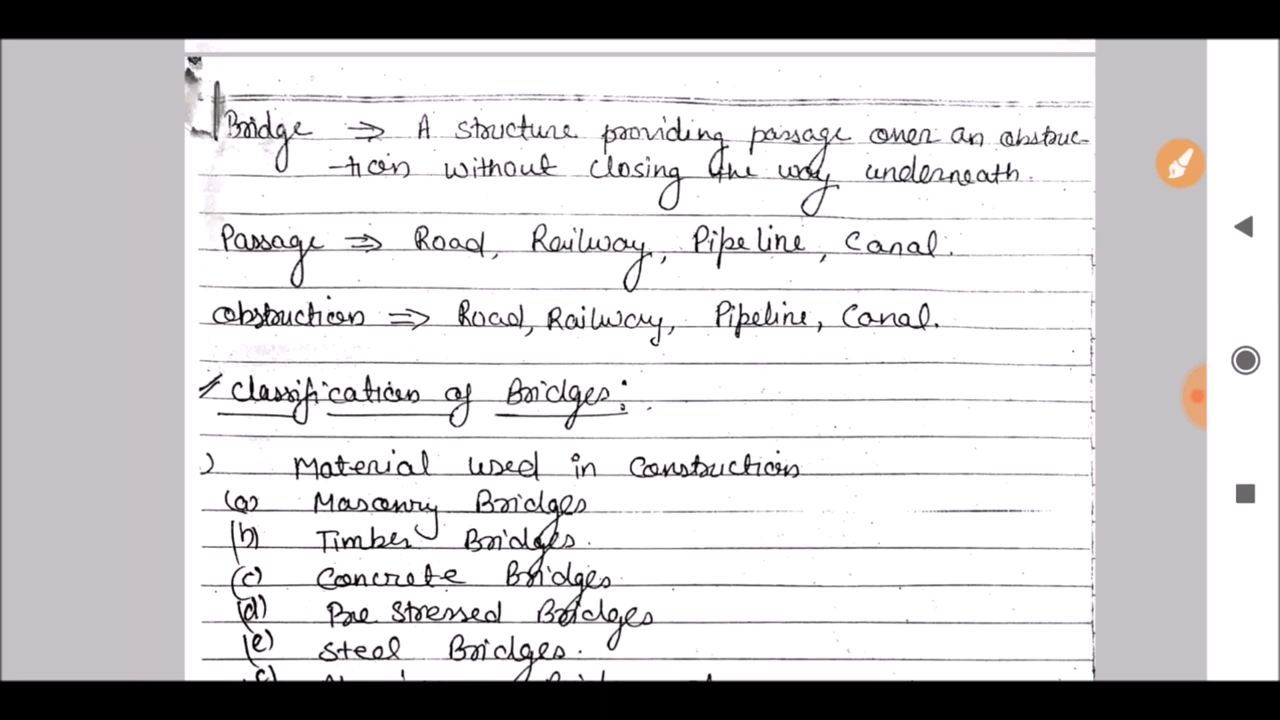 Bridge ⇒ A structure providing passage over an obstruc-
-tion without closing the way underneath.
Passage ⇒ Road, Railway, Pipeline, Canal.
obstruction ⇒ Road, Railway, Pipeline, Canal.
Classification of Bridges:
) Material used in Construction
(a) Masonry Bridges
(b) Timber Bridges.
(c) Concrete Bridges
(d) Pre stressed Bridges
(e) Steel Bridges.